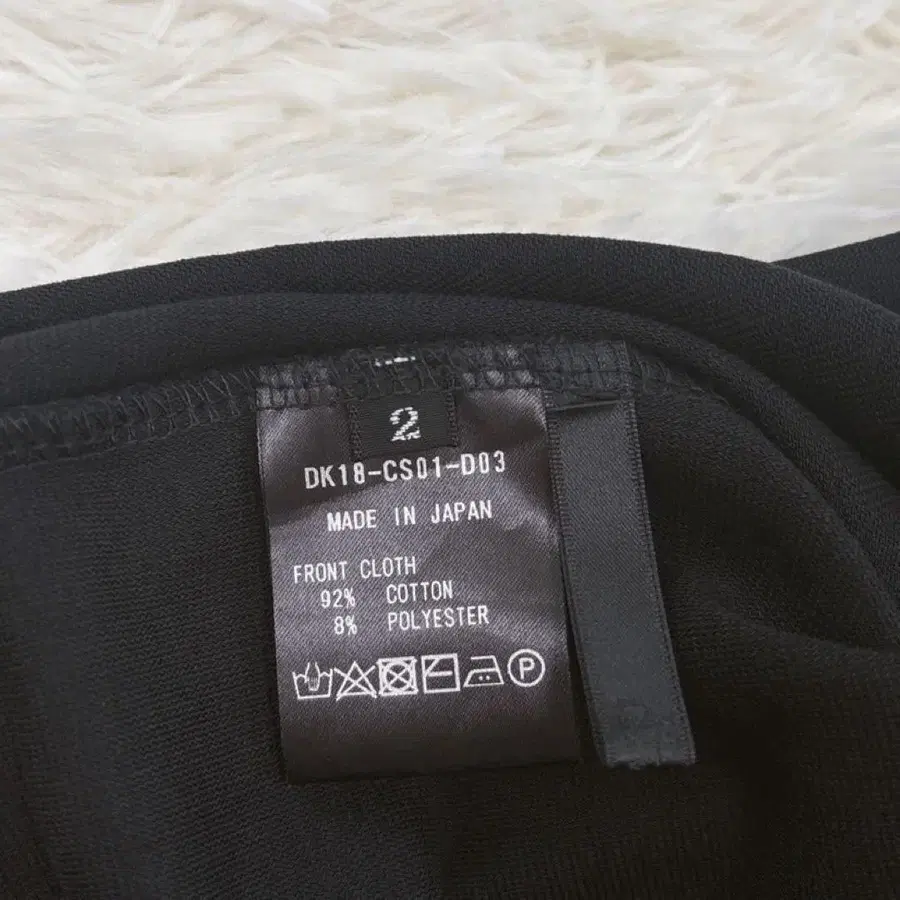 2
DK18-CS01-D03
MADE IN JAPAN
FRONT CLOTH
92% COTTON
8% POLYESTER
P